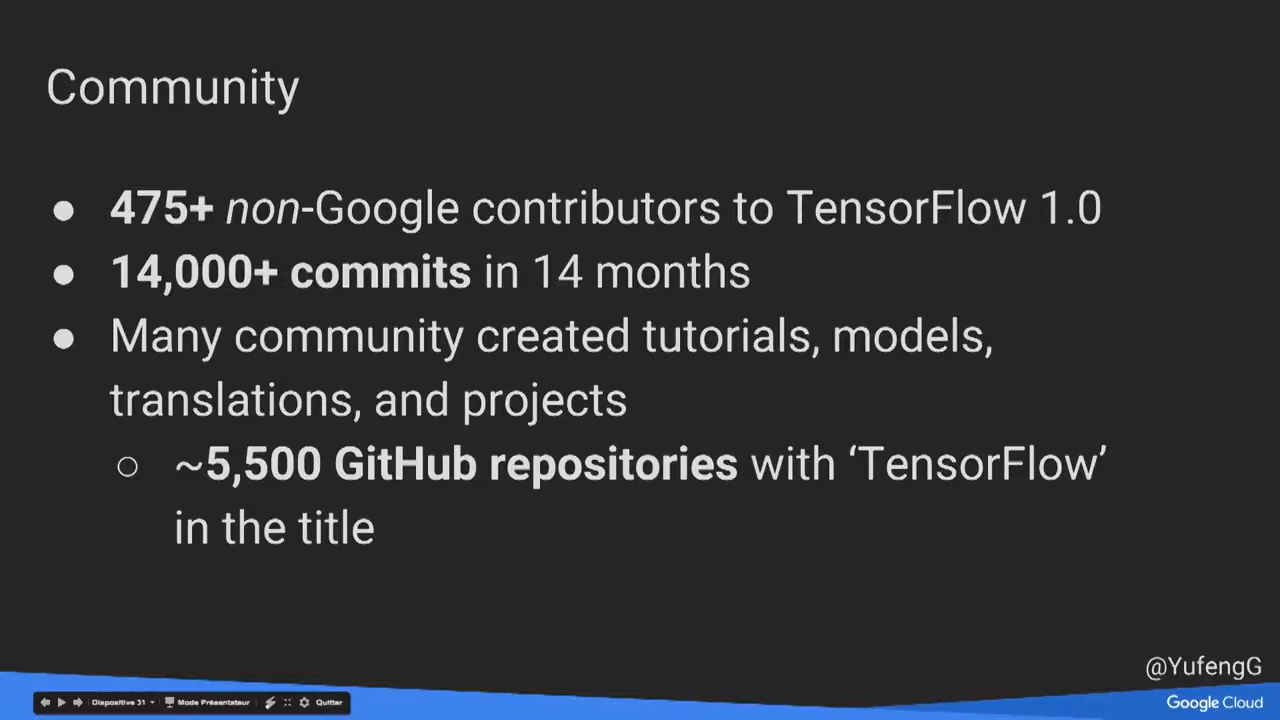 Community
● 475+ non-Google contributors to TensorFlow 1.0
● 14,000+ commits in 14 months
● Many community created tutorials, models,
translations, and projects
○ ~5,500 GitHub repositories with ‘TensorFlow’
in the title
@YufengG
Diapositive 31 Mode Présentateur Quitter
Google Cloud